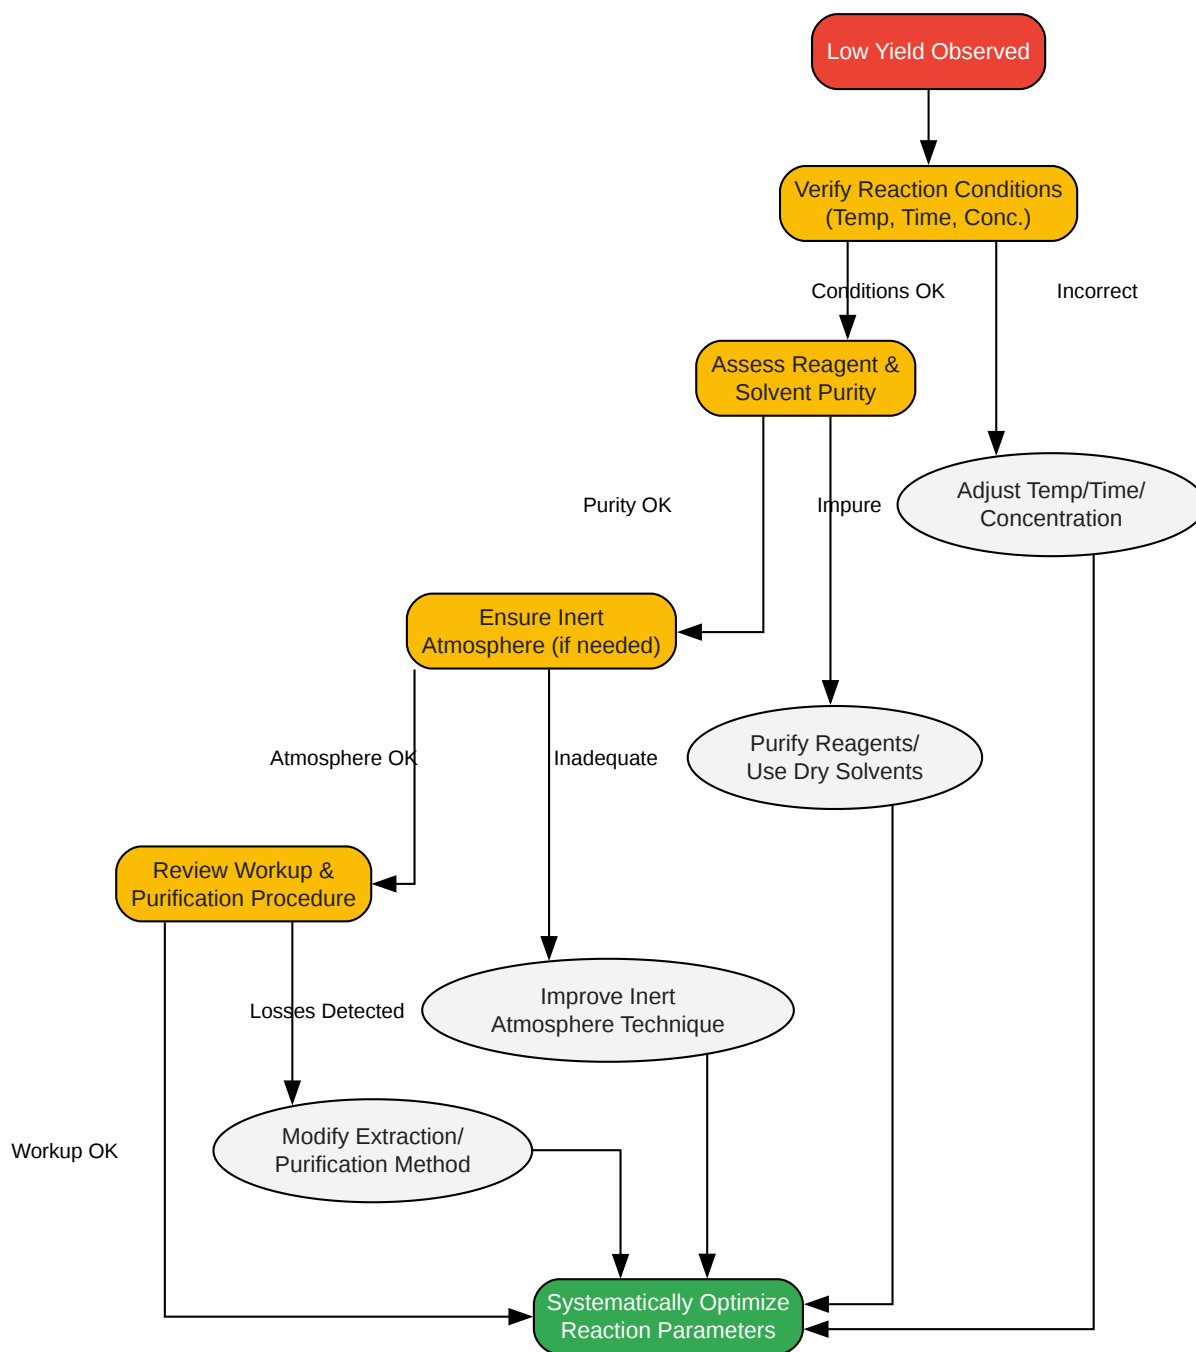 Low Yield Observed
Verify Reaction Conditions
(Temp, Time, Conc.)
Conditions OK
Incorrect
Assess Reagent &
Solvent Purity
Purity OK
Impure
Adjust Temp/Time/
Concentration
Ensure Inert
Atmosphere (if needed)
Atmosphere OK
Inadequate
Purify Reagents/
Use Dry Solvents
Review Workup &
Purification Procedure
Losses Detected
Improve Inert
Atmosphere Technique
Workup OK
Modify Extraction/
Purification Method
Systematically Optimize
Reaction Parameters